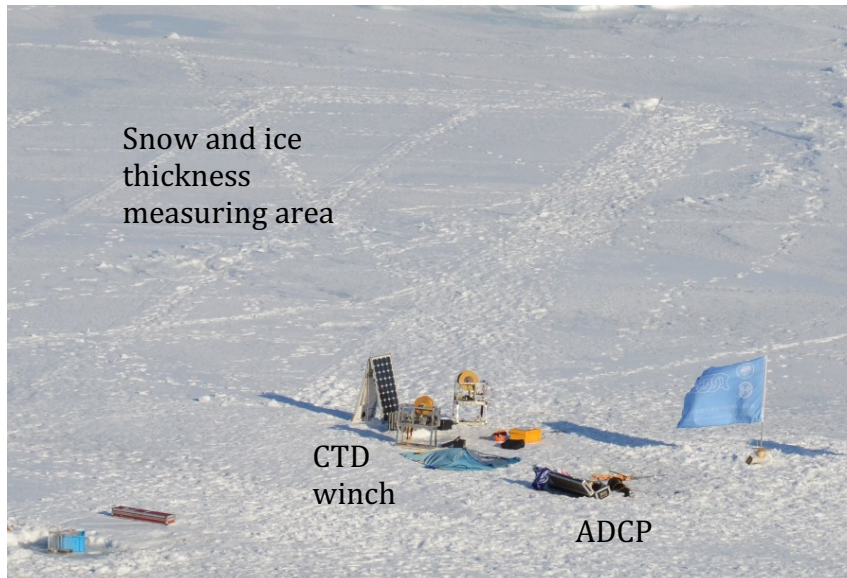 Snow and ice
thickness
measuring area
CTD
winch
ADCP